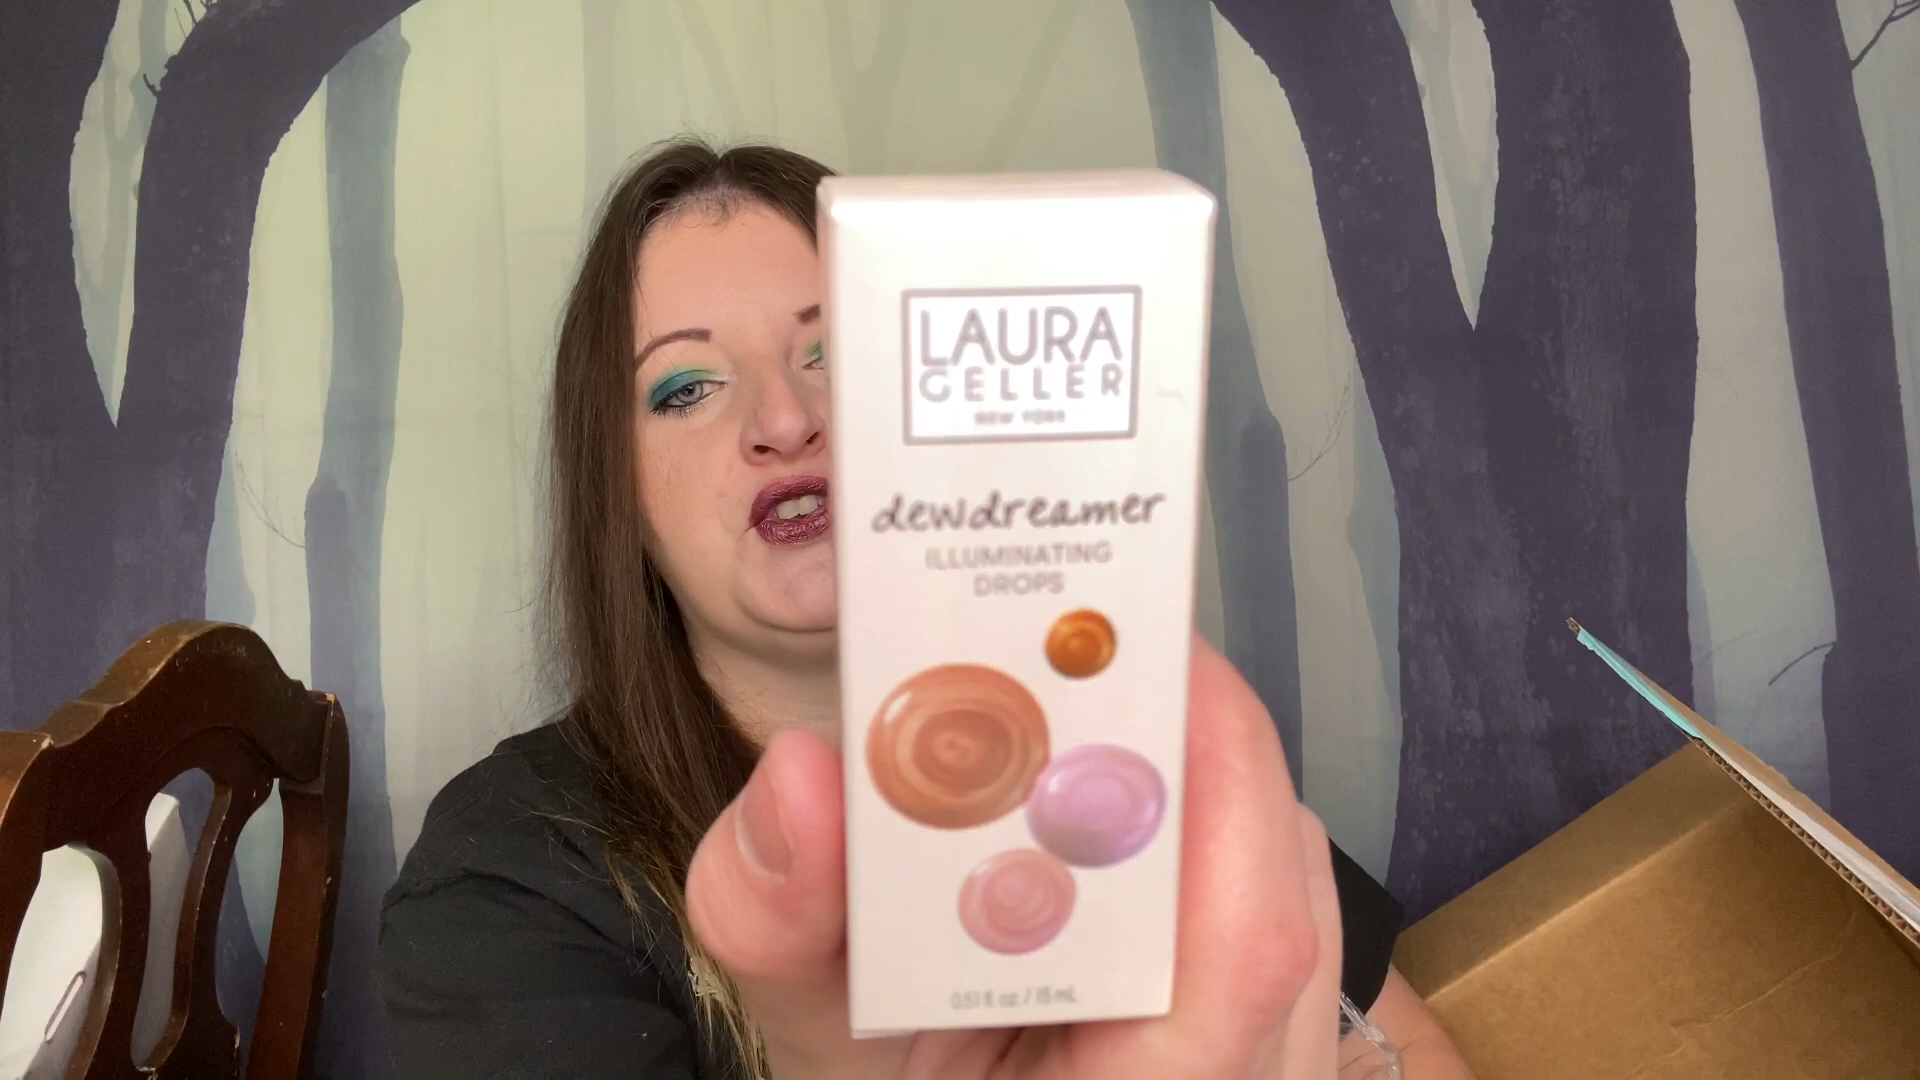 LAURA
GELLER
NEW YORK
dewdreamer
ILLUMINATING
DROPS
0.51 fl oz / 15 mL